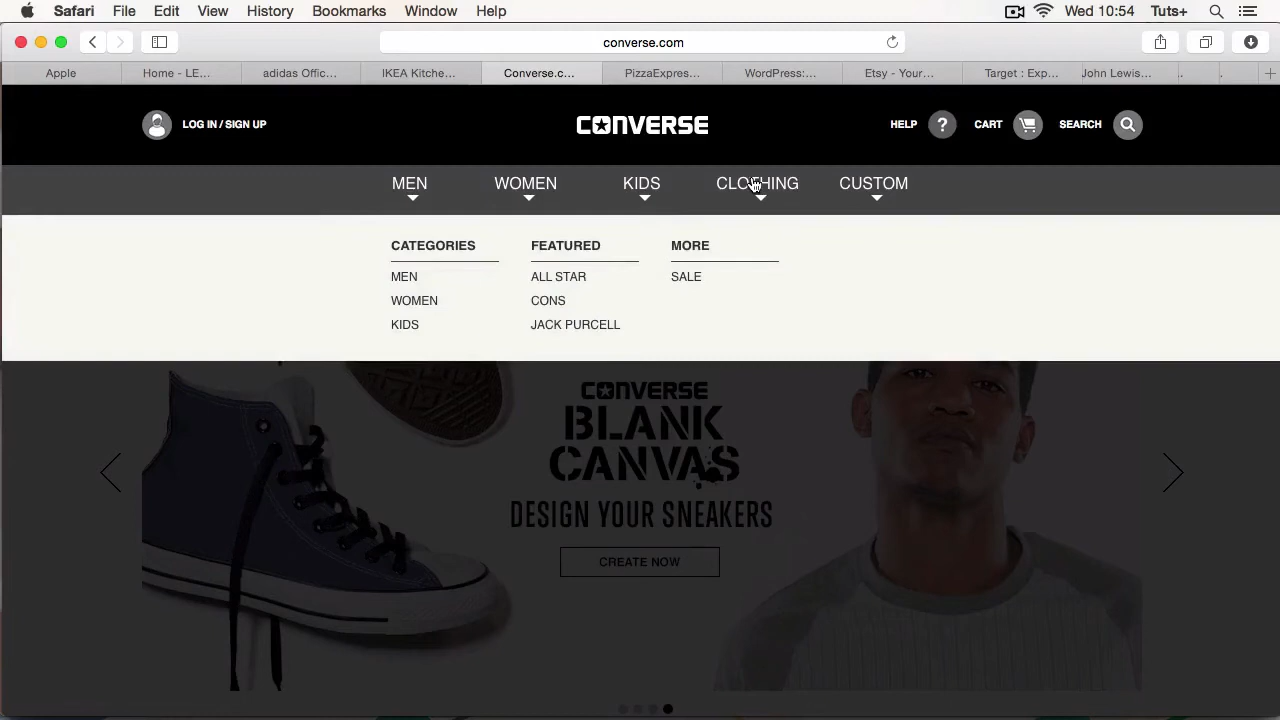 Safari File Edit View History Bookmarks Window Help Wed 10:54 Tuts+
converse.com
Apple Home - LE... adidas Offic... IKEA Kitche... Converse.c... PizzaExpres... WordPress:... Etsy - Your... Target : Exp... John Lewis...
LOG IN / SIGN UP CONVERSE HELP ? CART SEARCH
MEN WOMEN KIDS CLOTHING CUSTOM
CATEGORIES FEATURED MORE
MEN ALL STAR SALE
WOMEN CONS
KIDS JACK PURCELL
CONVERSE
BLANK
CANVAS
DESIGN YOUR SNEAKERS
CREATE NOW